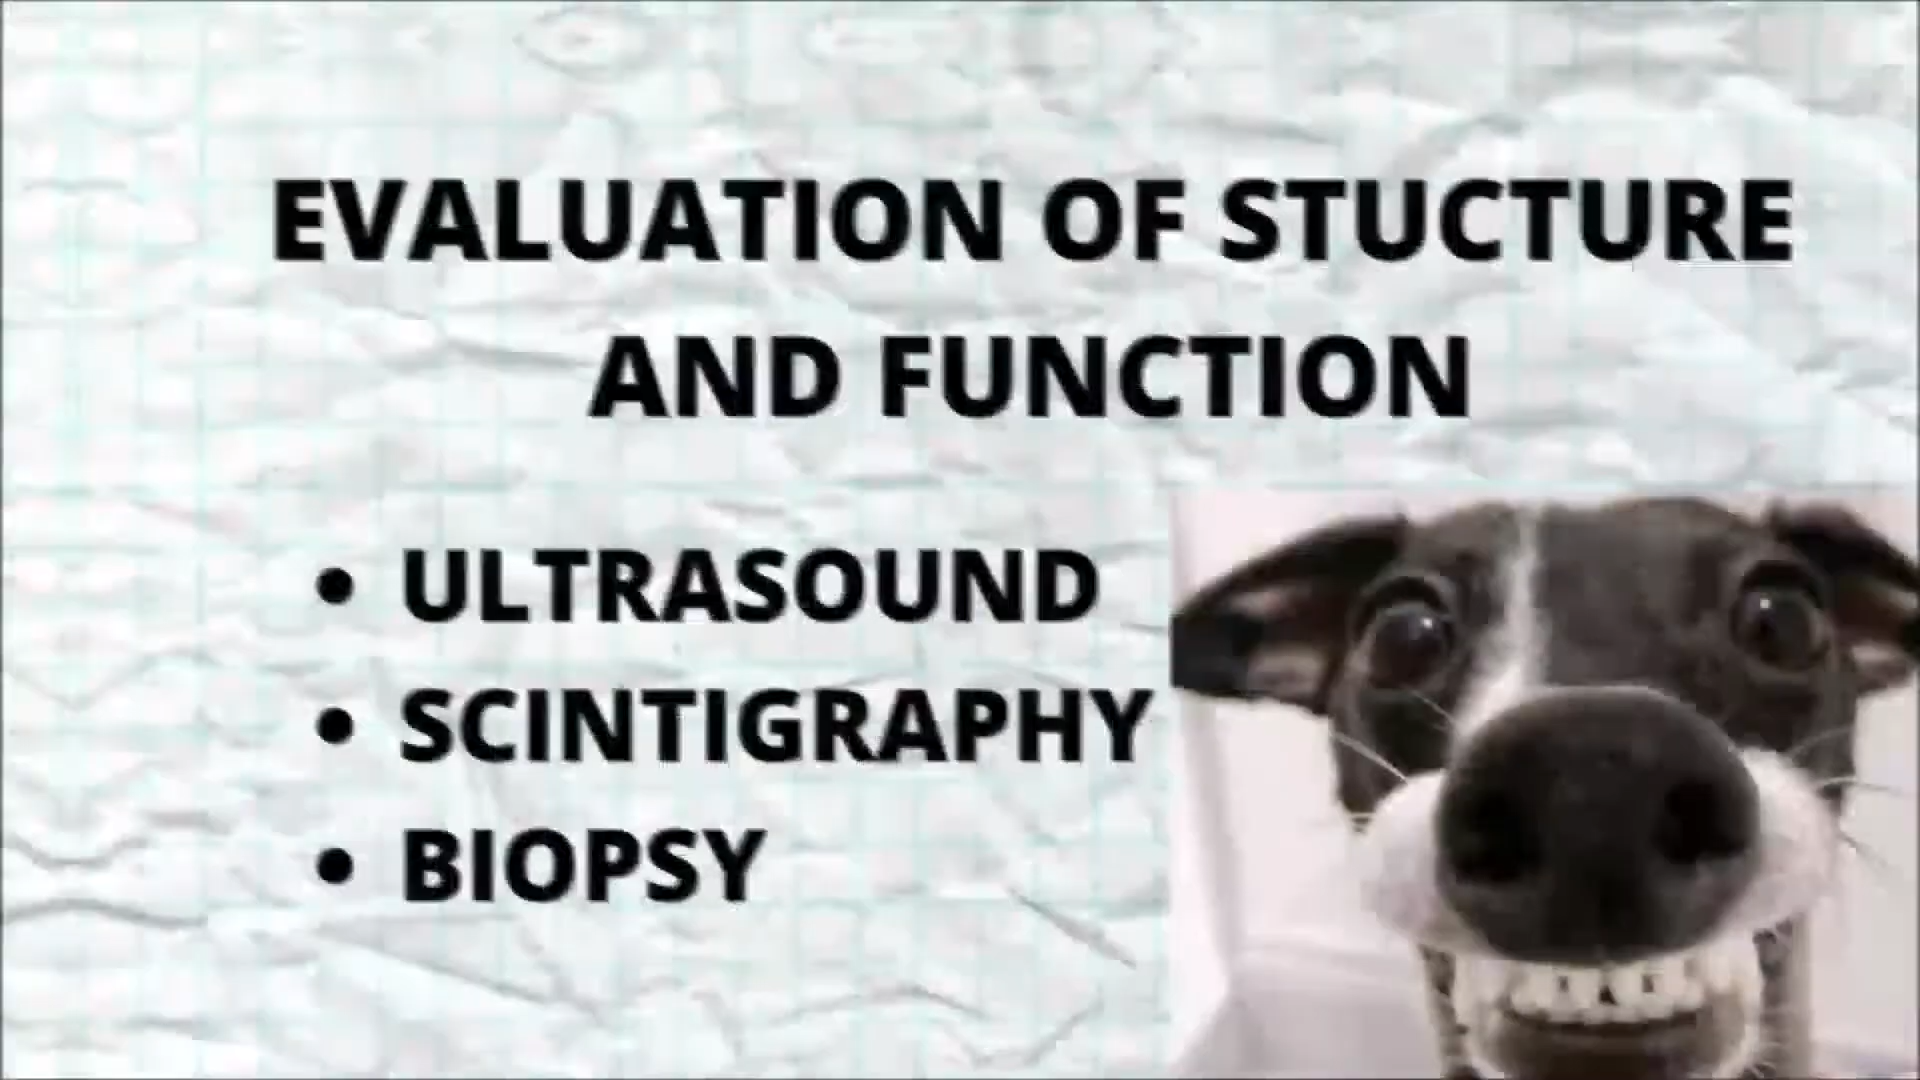 EVALUATION OF STUCTURE
AND FUNCTION
• ULTRASOUND
• SCINTIGRAPHY
• BIOPSY